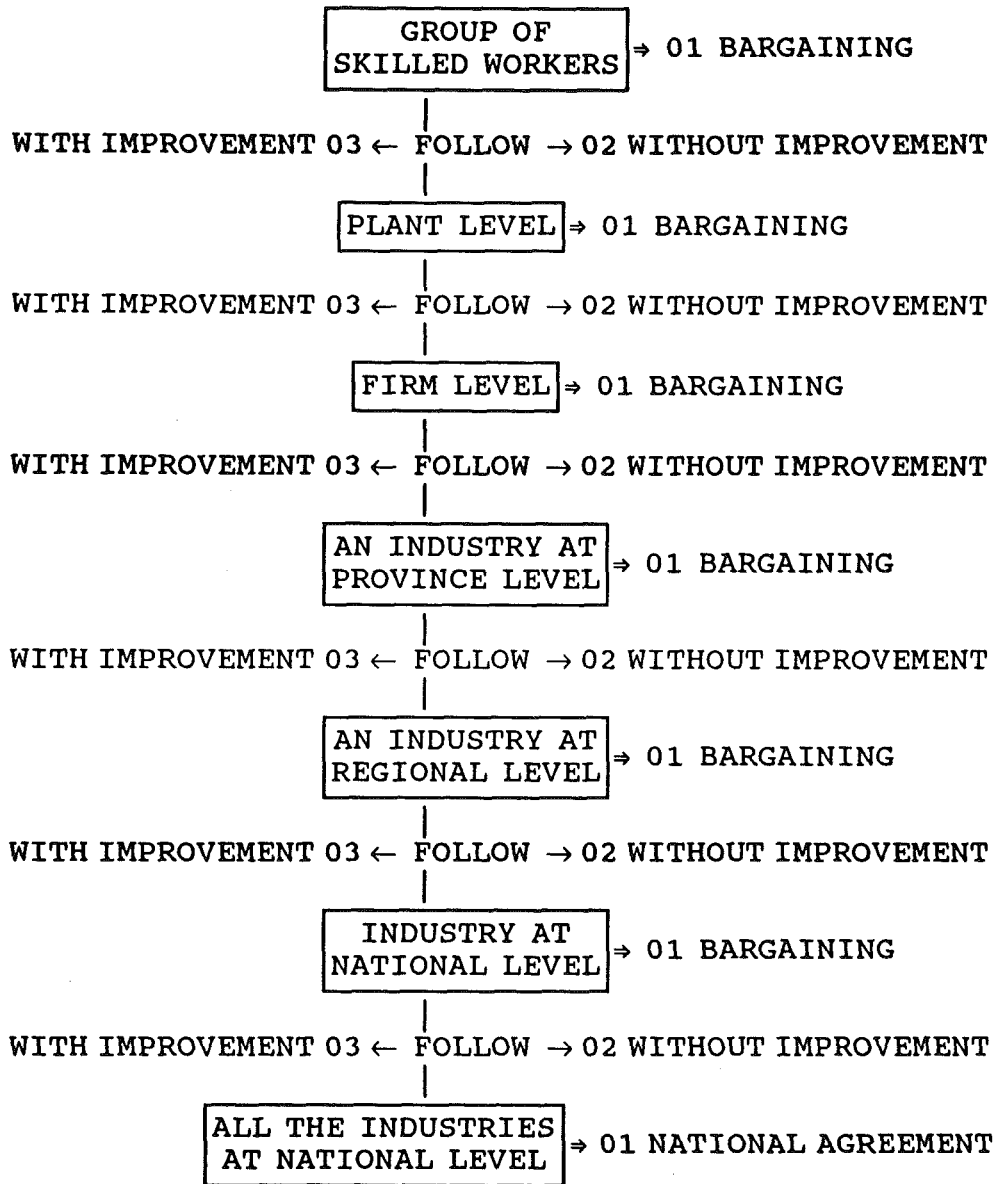 GROUP OF
SKILLED WORKERS ⇒ 01 BARGAINING
WITH IMPROVEMENT 03 ← FOLLOW → 02 WITHOUT IMPROVEMENT
PLANT LEVEL ⇒ 01 BARGAINING
WITH IMPROVEMENT 03 ← FOLLOW → 02 WITHOUT IMPROVEMENT
FIRM LEVEL ⇒ 01 BARGAINING
WITH IMPROVEMENT 03 ← FOLLOW → 02 WITHOUT IMPROVEMENT
AN INDUSTRY AT
PROVINCE LEVEL ⇒ 01 BARGAINING
WITH IMPROVEMENT 03 ← FOLLOW → 02 WITHOUT IMPROVEMENT
AN INDUSTRY AT
REGIONAL LEVEL ⇒ 01 BARGAINING
WITH IMPROVEMENT 03 ← FOLLOW → 02 WITHOUT IMPROVEMENT
INDUSTRY AT
NATIONAL LEVEL ⇒ 01 BARGAINING
WITH IMPROVEMENT 03 ← FOLLOW → 02 WITHOUT IMPROVEMENT
ALL THE INDUSTRIES
AT NATIONAL LEVEL ⇒ 01 NATIONAL AGREEMENT